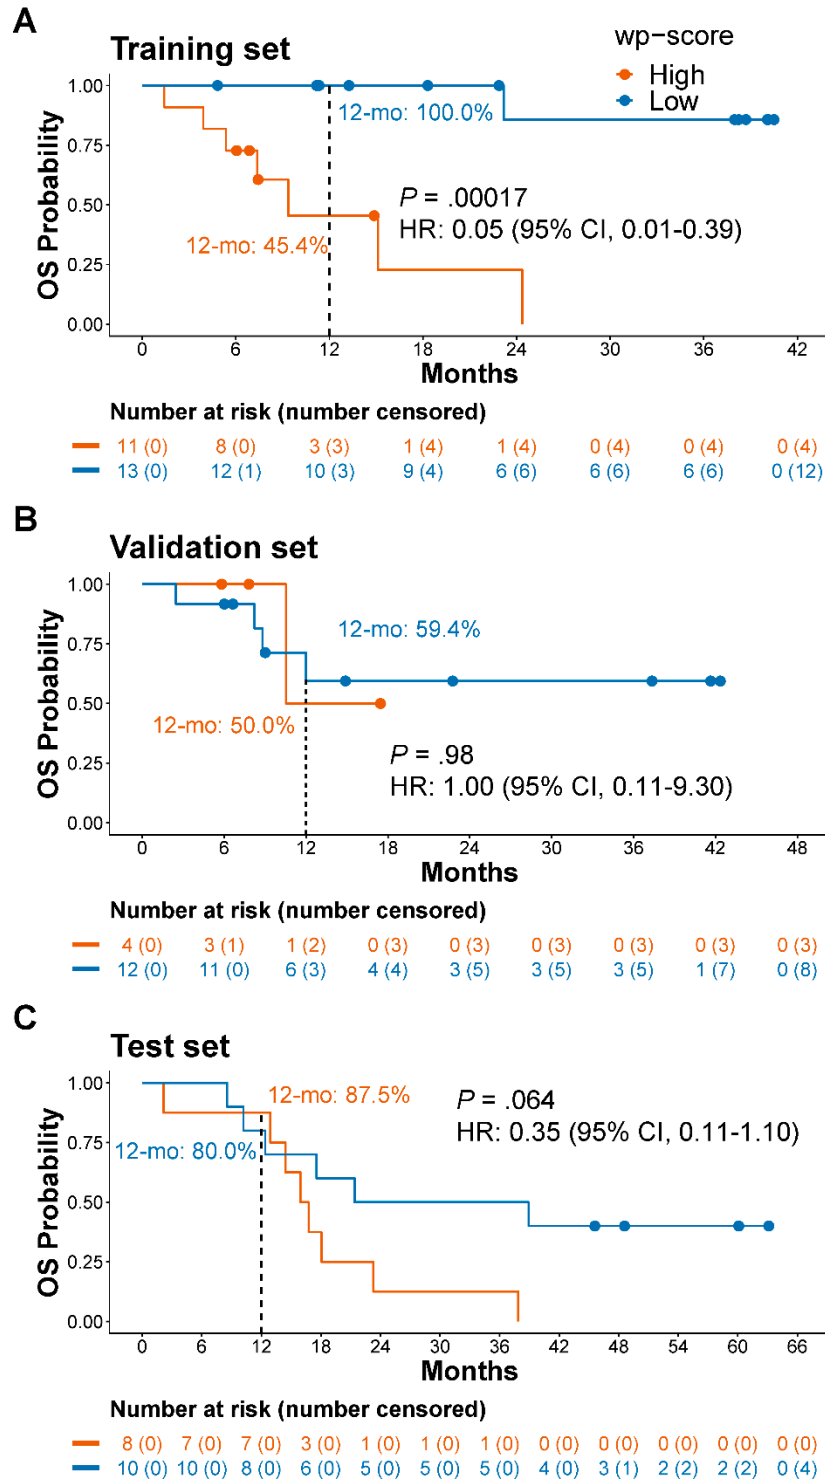 A
Training set
wp−score
High
Low
OS Probability
1.00
0.75
0.50
0.25
0.00
12-mo: 100.0%
12-mo: 45.4%
P = .00017
HR: 0.05 (95% CI, 0.01-0.39)
0 6 12 18 24 30 36 42
Months
Number at risk (number censored)
11 (0) 8 (0) 3 (3) 1 (4) 1 (4) 0 (4) 0 (4) 0 (4)
13 (0) 12 (1) 10 (3) 9 (4) 6 (6) 6 (6) 6 (6) 0 (12)
B
Validation set
OS Probability
1.00
0.75
0.50
0.25
0.00
12-mo: 59.4%
12-mo: 50.0%
P = .98
HR: 1.00 (95% CI, 0.11-9.30)
0 6 12 18 24 30 36 42 48
Months
Number at risk (number censored)
4 (0) 3 (1) 1 (2) 0 (3) 0 (3) 0 (3) 0 (3) 0 (3) 0 (3)
12 (0) 11 (0) 6 (3) 4 (4) 3 (5) 3 (5) 3 (5) 1 (7) 0 (8)
C
Test set
OS Probability
1.00
0.75
0.50
0.25
0.00
12-mo: 87.5%
12-mo: 80.0%
P = .064
HR: 0.35 (95% CI, 0.11-1.10)
0 6 12 18 24 30 36 42 48 54 60 66
Months
Number at risk (number censored)
8 (0) 7 (0) 7 (0) 3 (0) 1 (0) 1 (0) 1 (0) 0 (0) 0 (0) 0 (0) 0 (0) 0 (0)
10 (0) 10 (0) 8 (0) 6 (0) 5 (0) 5 (0) 5 (0) 4 (0) 3 (1) 2 (2) 2 (2) 0 (4)